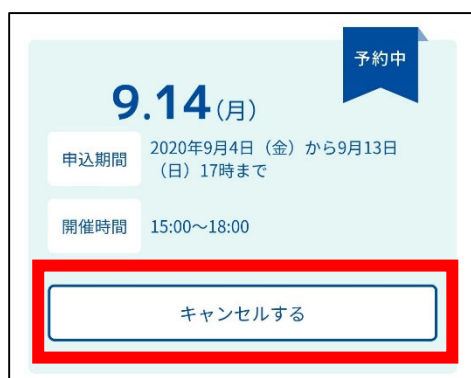 予約中
9.14(月)
申込期間
2020年9月4日（金）から9月13日
（日）17時まで
開催時間
15:00～18:00
キャンセルする